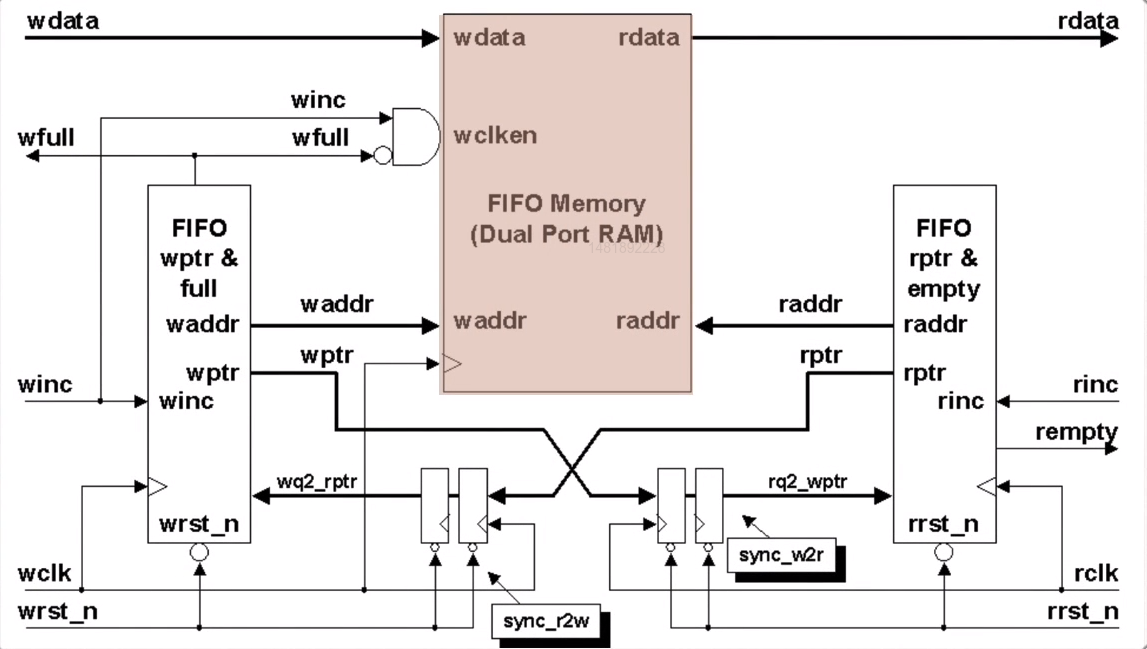 wdata
rdata
wdata
rdata
winc
wclken
wfull
wfull
FIFO Memory
(Dual Port RAM)
1481892226
FIFO
wptr &
full
FIFO
rptr &
empty
waddr
waddr
waddr
raddr
raddr
raddr
wptr
wptr
rptr
rptr
winc
winc
rinc
rinc
rempty
wq2_rptr
rq2_wptr
wrst_n
rrst_n
sync_w2r
wclk
rclk
wrst_n
sync_r2w
rrst_n